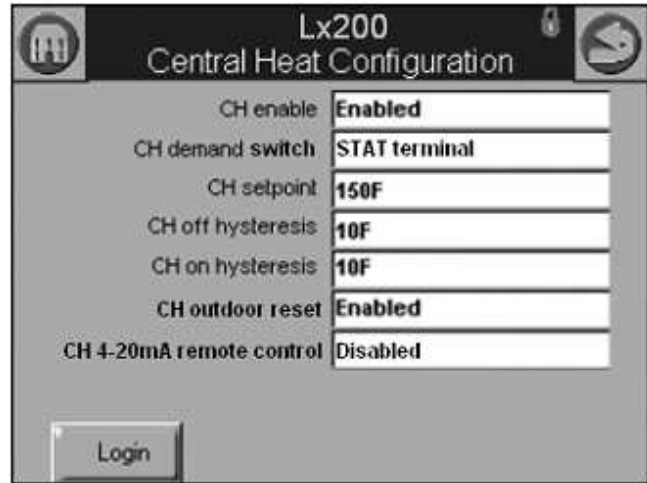 Lx200
Central Heat Configuration
CH enable Enabled
CH demand switch STAT terminal
CH setpoint 150F
CH off hysteresis 10F
CH on hysteresis 10F
CH outdoor reset Enabled
CH 4-20mA remote control Disabled
Login